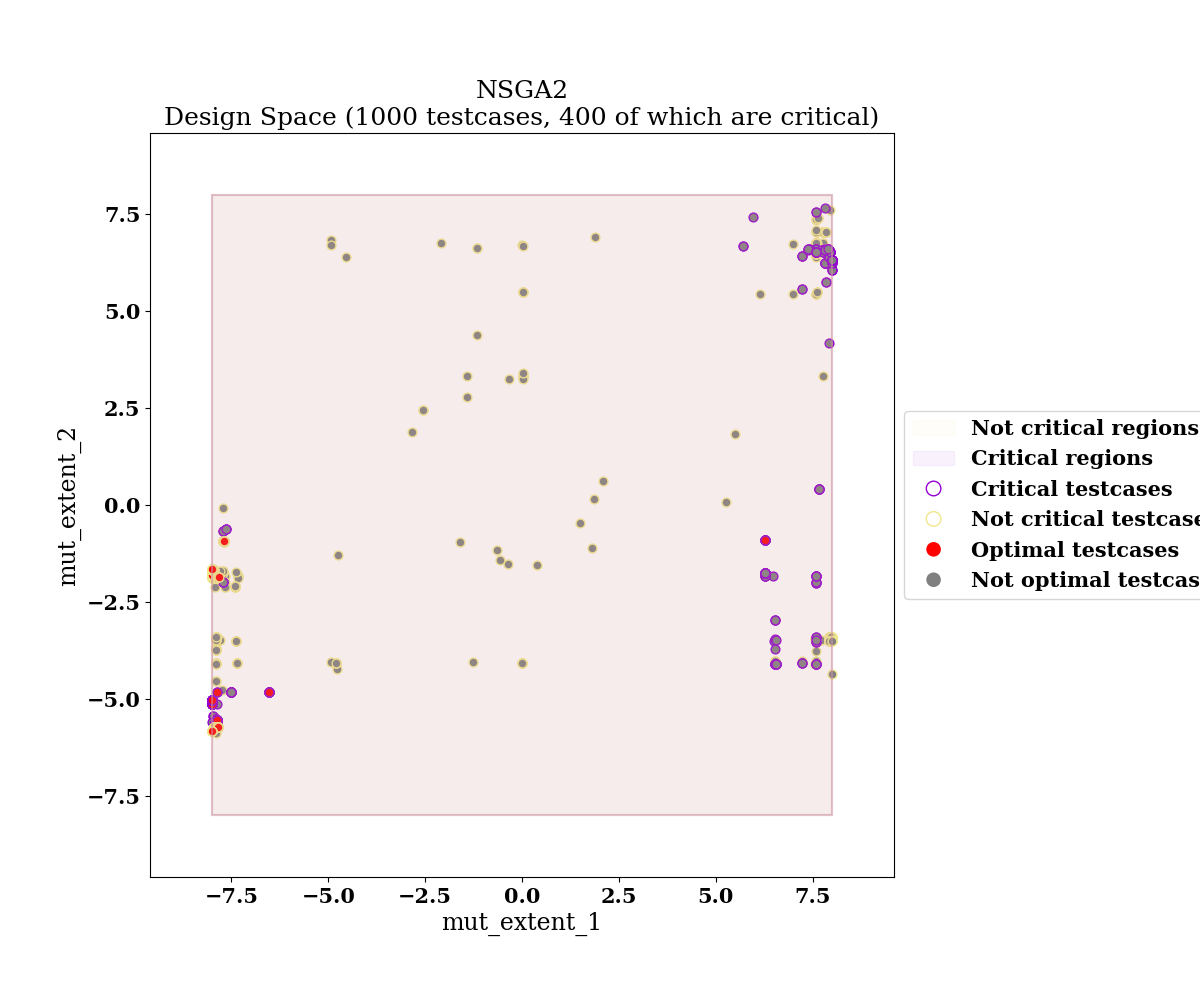 NSGA2
Design Space (1000 testcases, 400 of which are critical)
7.5
5.0
2.5
0.0
−2.5
−5.0
−7.5
mut_extent_2
−7.5
−5.0
−2.5
0.0
2.5
5.0
7.5
mut_extent_1
Not critical regions
Critical regions
Critical testcases
Not critical testcase
Optimal testcases
Not optimal testcas